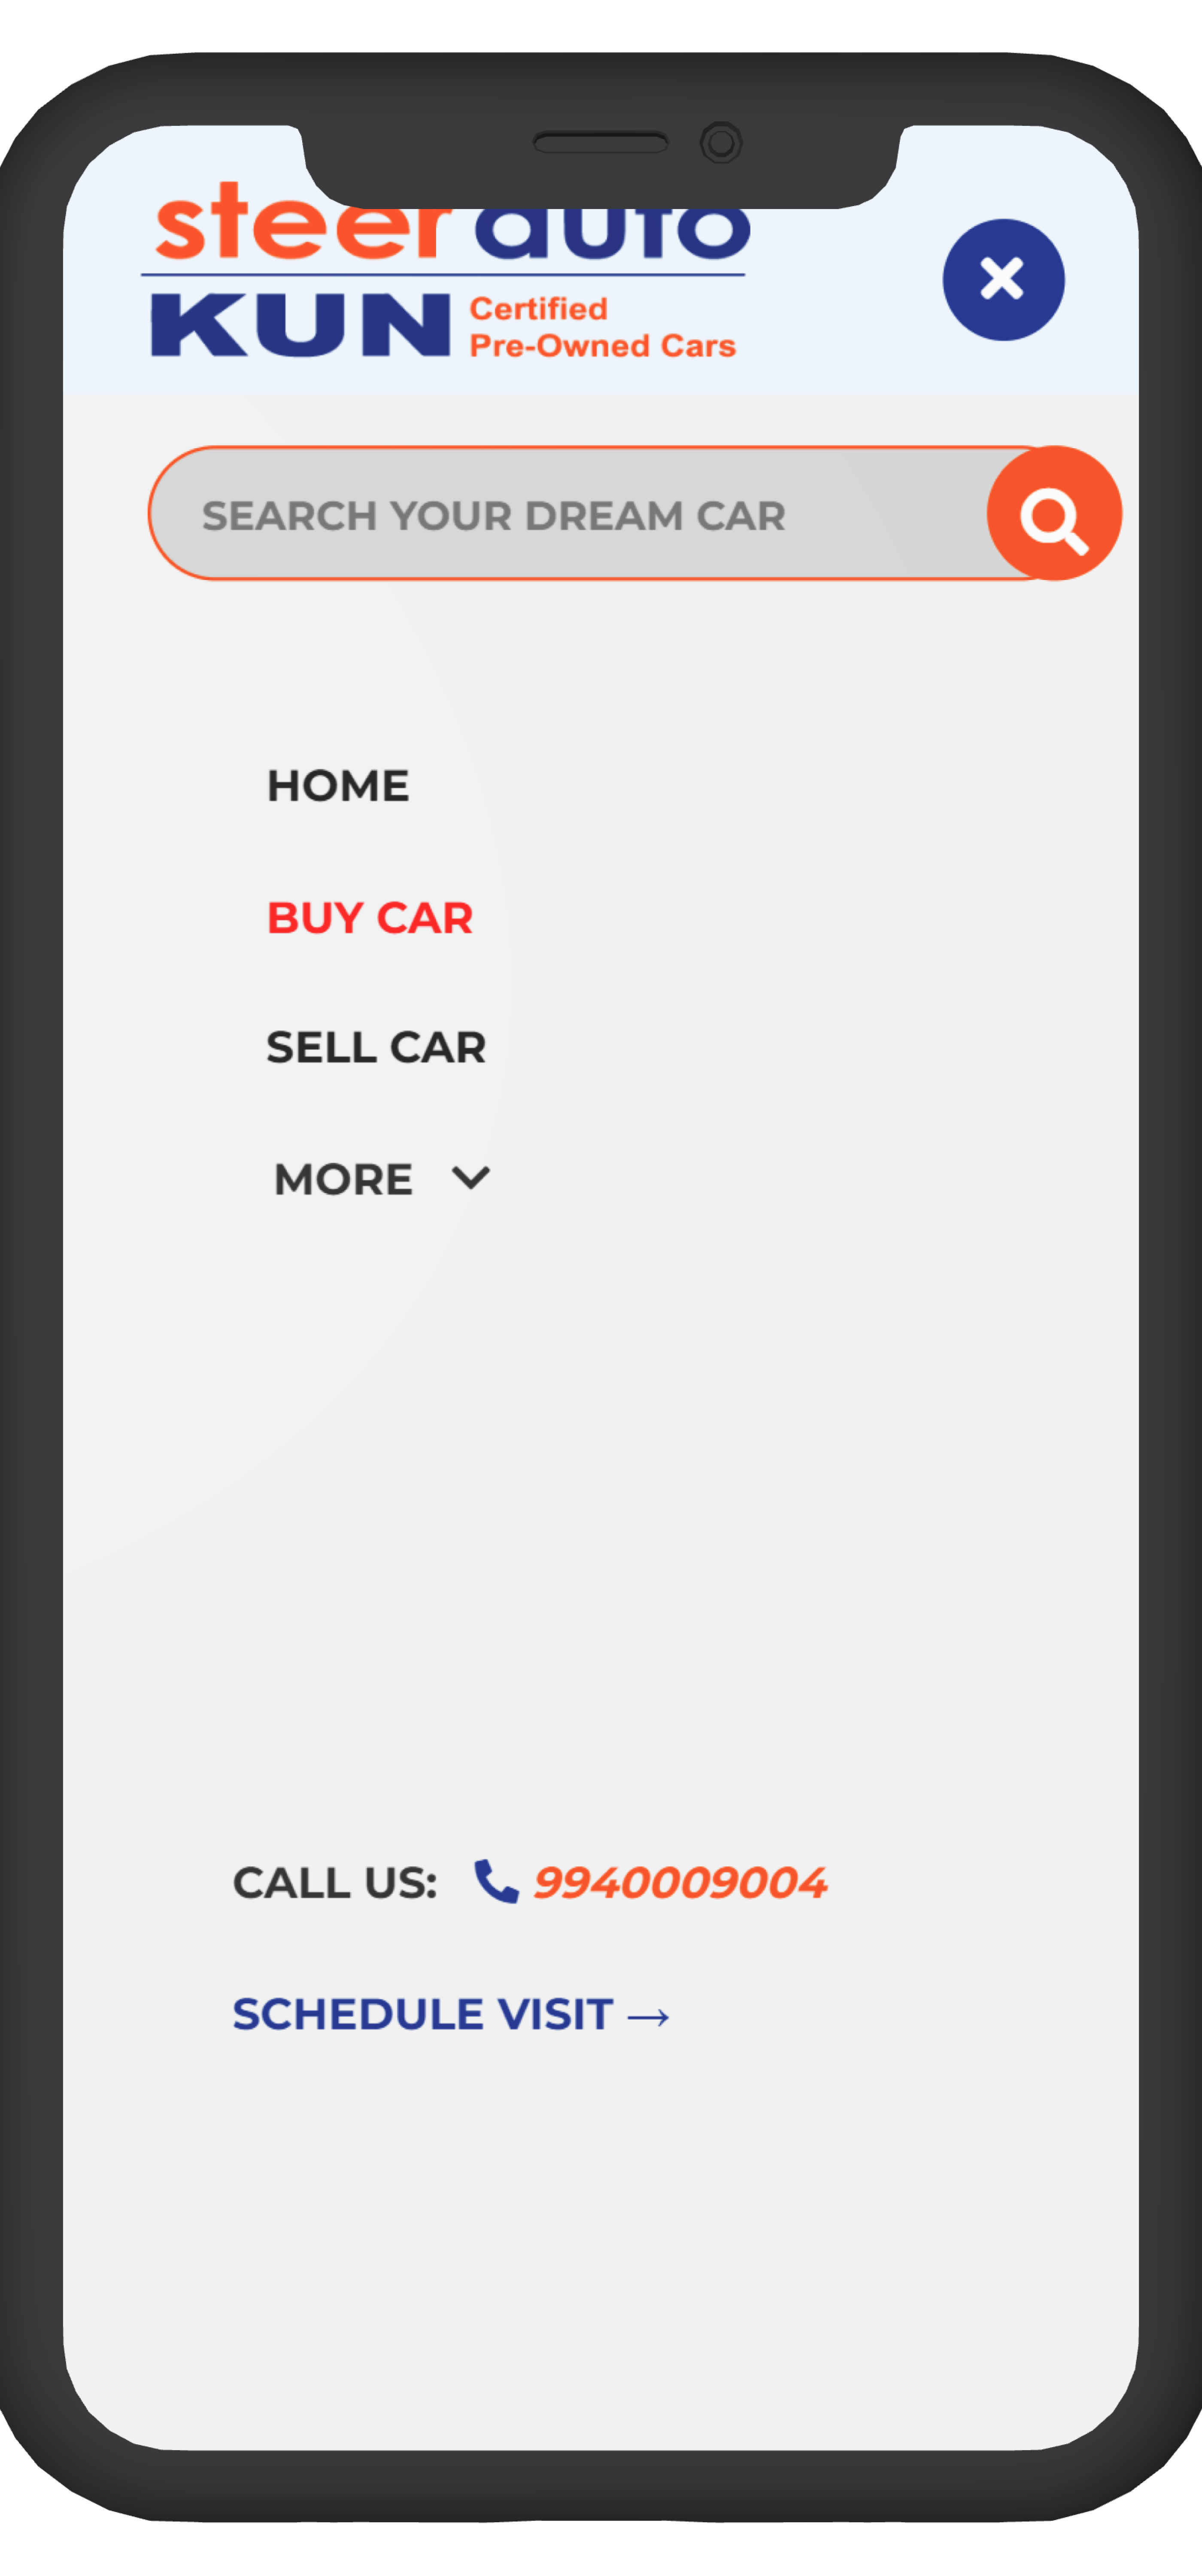 steer auto
KUN Certified
Pre-Owned Cars
SEARCH YOUR DREAM CAR
HOME
BUY CAR
SELL CAR
MORE
CALL US: 9940009004
SCHEDULE VISIT →